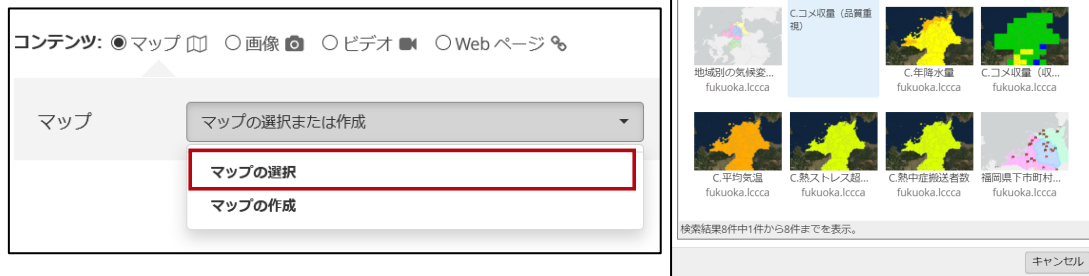 コンテンツ: マップ 画像 ビデオ Web ページ
マップ
マップの選択または作成
マップの選択
マップの作成
C.コメ収量（品質重
視）
地域別の気候変...
fukuoka.lccca
C.年降水量
fukuoka.lccca
C.コメ収量（収...
fukuoka.lccca
C.平均気温
fukuoka.lccca
C.熱ストレス超...
fukuoka.lccca
C.熱中症搬送者数
fukuoka.lccca
福岡県下市町村...
fukuoka.lccca
検索結果8件中1件から8件までを表示。
キャンセル